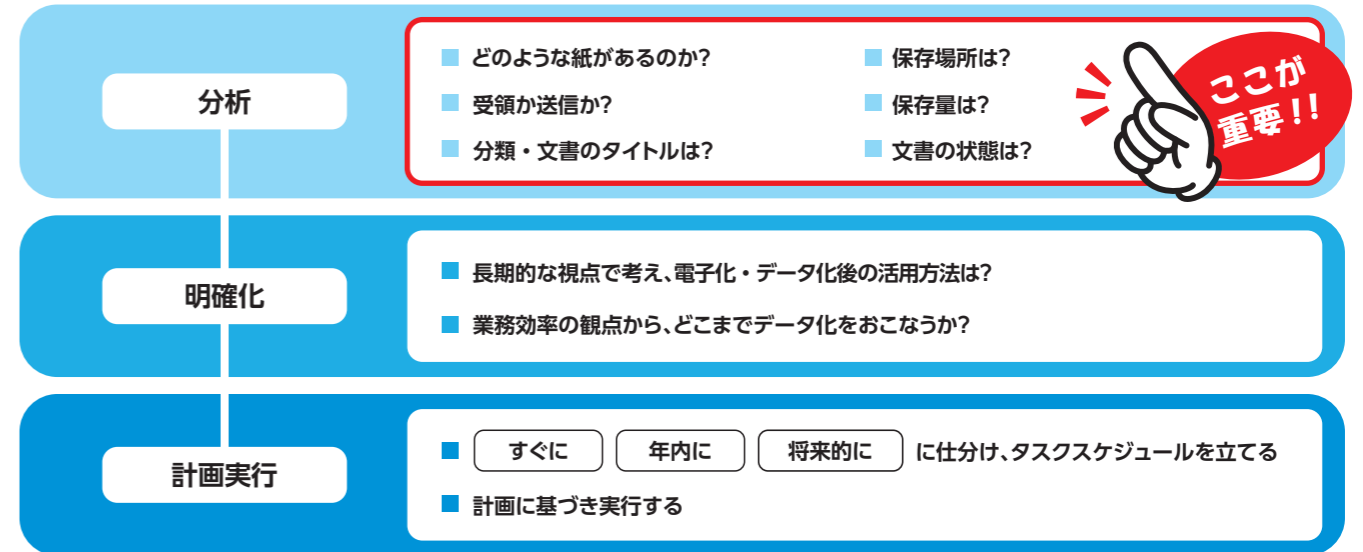 分析
どのような紙があるのか?
受領か送信か?
分類・文書のタイトルは?
保存場所は?
保存量は?
文書の状態は?
ここが
重要!!
明確化
長期的な視点で考え、電子化・データ化後の活用方法は?
業務効率の観点から、どこまでデータ化をおこなうか?
計画実行
すぐに 年内に 将来的に に仕分け、タスクスケジュールを立てる
計画に基づき実行する